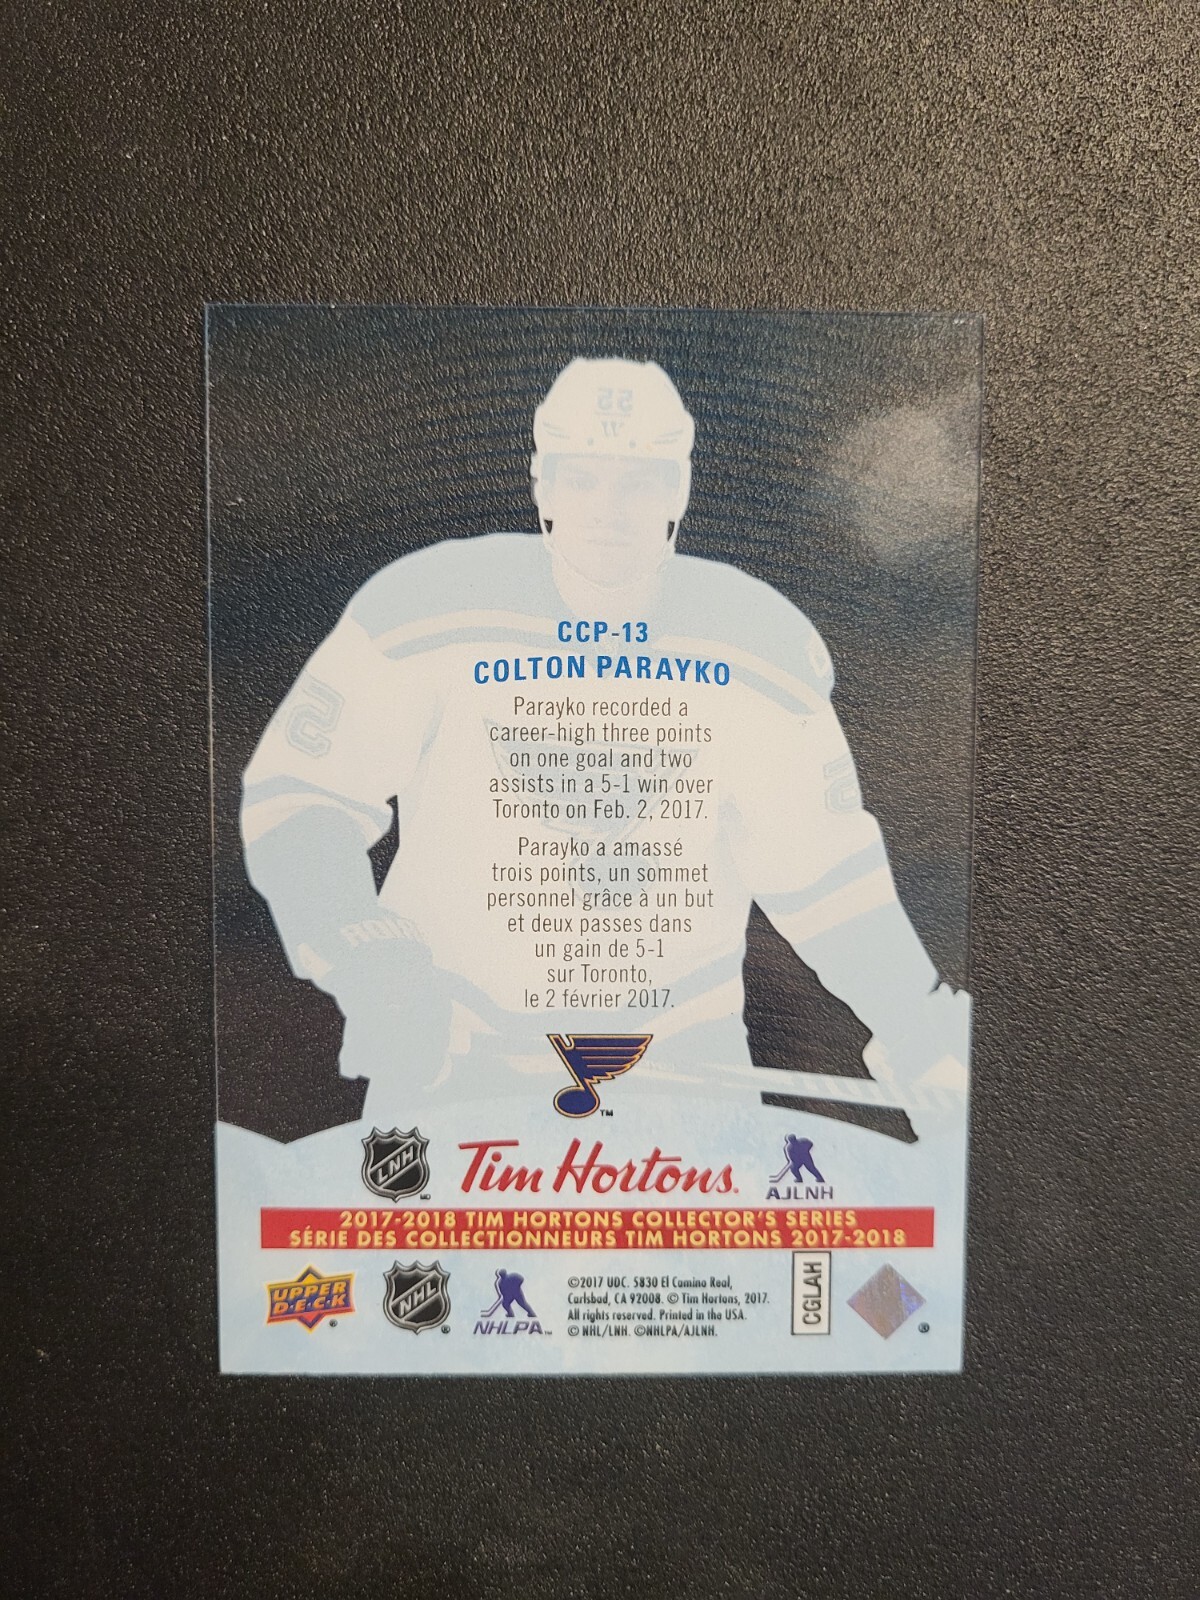 55
CCP-13
COLTON PARAYKO
Parayko recorded a
career-high three points
on one goal and two
assists in a 5-1 win over
Toronto on Feb. 2, 2017.
Parayko a amassé
trois points, un sommet
personnel grâce à un but
et deux passes dans
un gain de 5-1
sur Toronto,
le 2 février 2017.
TM
LNH
MD
Tim Hortons.
AJLNH
2017-2018 TIM HORTONS COLLECTOR'S SERIES
SÉRIE DES COLLECTIONNEURS TIM HORTONS 2017-2018
UPPER
D·E·C·K
®
NHL
®
NHLPA™
©2017 UDC. 5830 El Camino Real,
Carlsbad, CA 92008. © Tim Hortons, 2017.
All rights reserved. Printed in the USA.
© NHL/LNH. ©NHLPA/AJLNH.
CGLAH
®